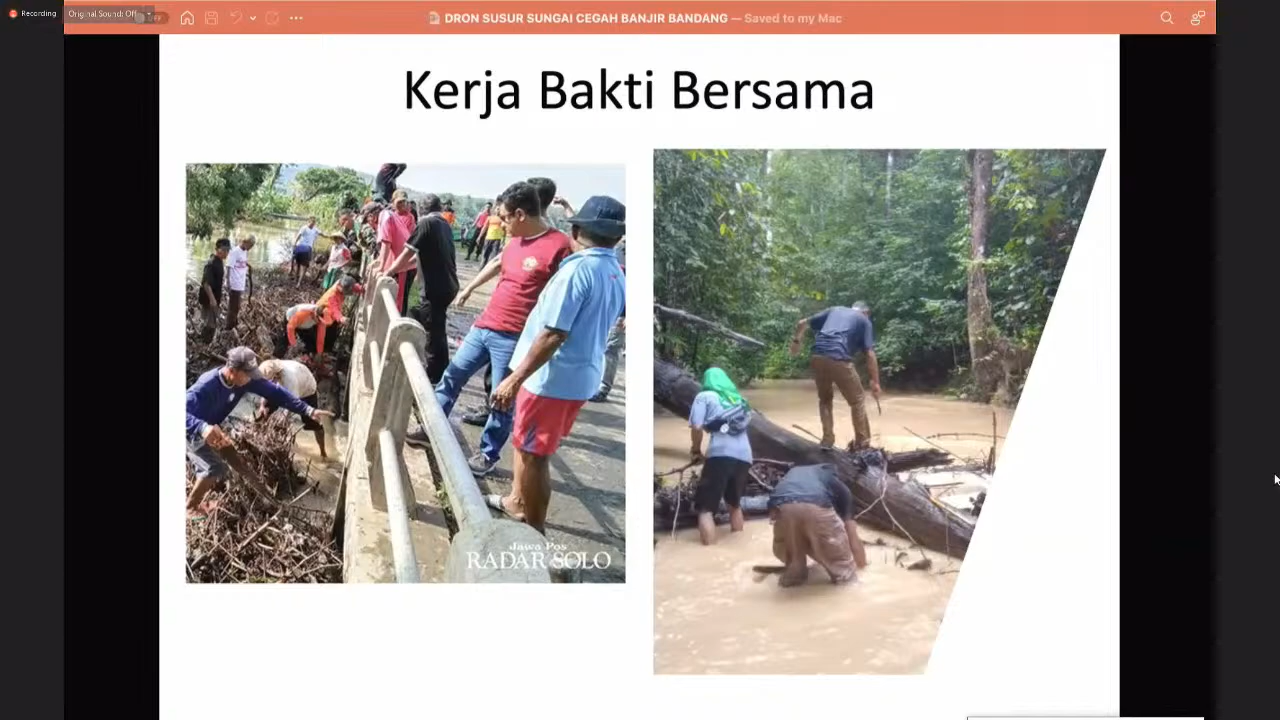 Recording
Original Sound: Off
DRON SUSUR SUNGAI CEGAH BANJIR BANDANG — Saved to my Mac
Kerja Bakti Bersama
Jawa Pos
RADAR SOLO